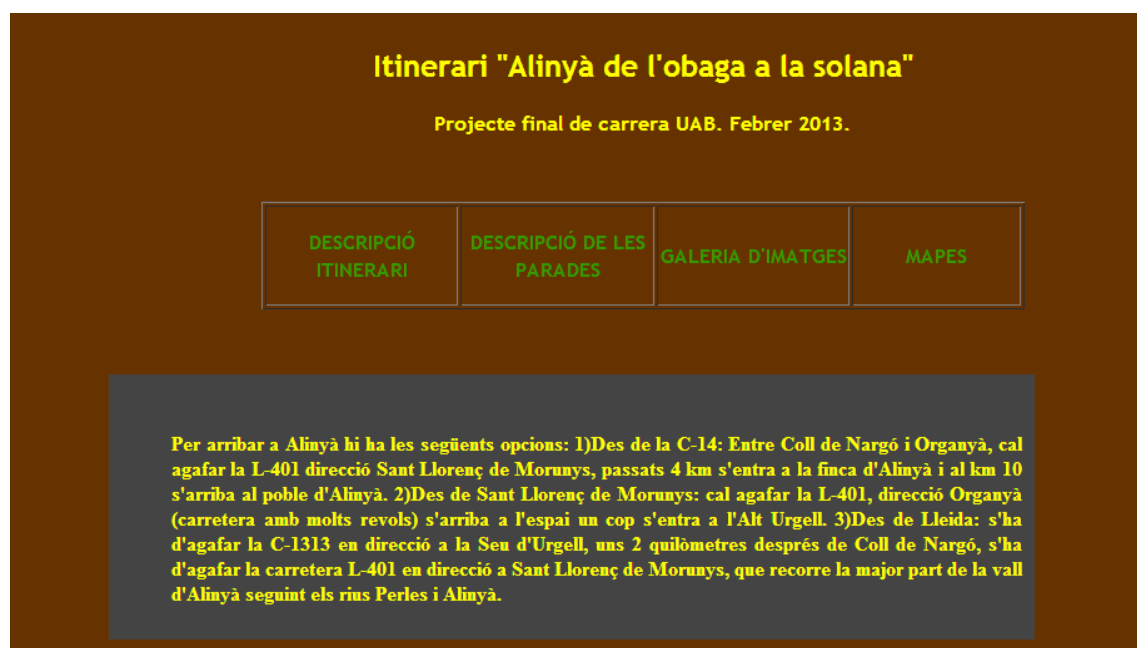 Itinerari "Alinyà de l'obaga a la solana"
Projecte final de carrera UAB. Febrer 2013.
DESCRIPCIÓ
ITINERARI
DESCRIPCIÓ DE LES
PARADES
GALERIA D'IMATGES
MAPES
Per arribar a Alinyà hi ha les següents opcions: 1)Des de la C-14: Entre Coll de Nargó i Organyà, cal
agafar la L-401 direcció Sant Llorenç de Morunys, passats 4 km s'entra a la finca d'Alinyà i al km 10
s'arriba al poble d'Alinyà. 2)Des de Sant Llorenç de Morunys: cal agafar la L-401, direcció Organyà
(carretera amb molts revols) s'arriba a l'espai un cop s'entra a l'Alt Urgell. 3)Des de Lleida: s'ha
d'agafar la C-1313 en direcció a la Seu d'Urgell, uns 2 quilòmetres després de Coll de Nargó, s'ha
d'agafar la carretera L-401 en direcció a Sant Llorenç de Morunys, que recorre la major part de la vall
d'Alinyà seguint els rius Perles i Alinyà.